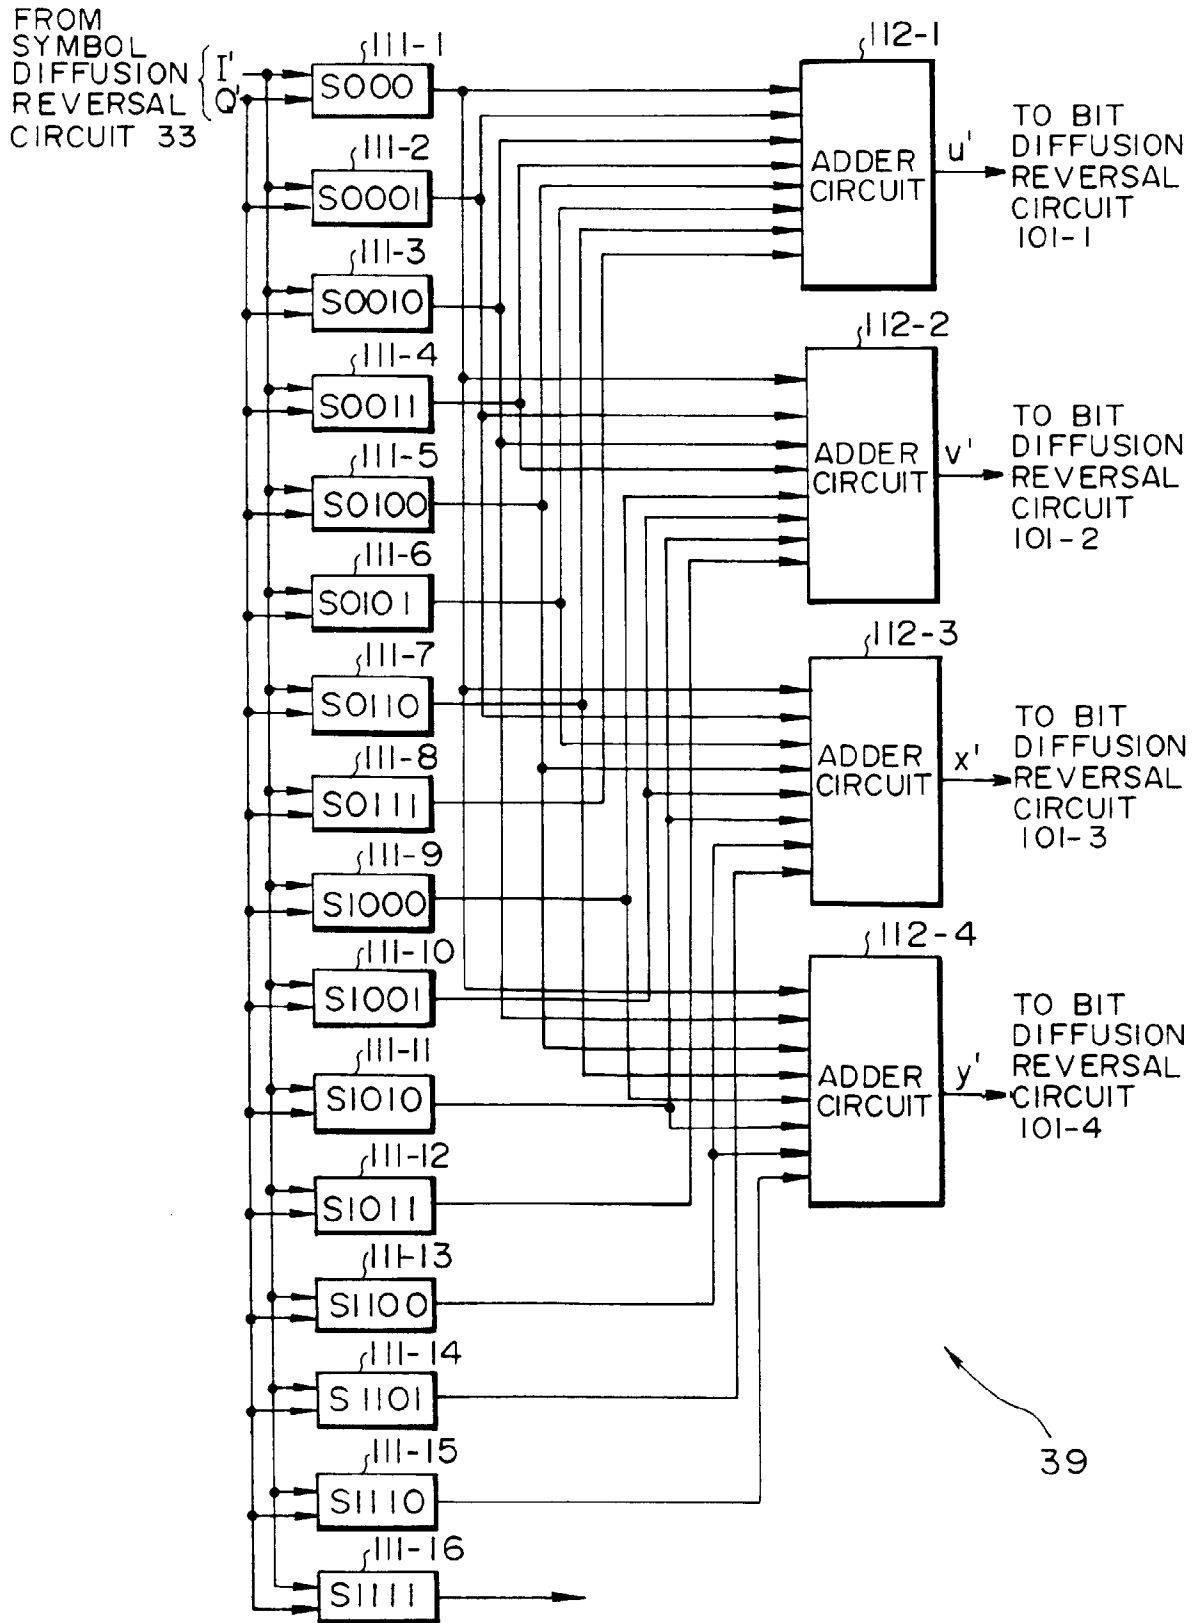 FROM
SYMBOL
DIFFUSION
REVERSAL
CIRCUIT 33
I'
Q'
111-1
S000
111-2
S0001
111-3
S0010
111-4
S0011
111-5
S0100
111-6
S0101
111-7
S0110
111-8
S0111
111-9
S1000
111-10
S1001
111-11
S1010
111-12
S1011
111-13
S1100
111-14
S1101
111-15
S1110
111-16
S1111
112-1
ADDER
CIRCUIT
u'
TO BIT
DIFFUSION
REVERSAL
CIRCUIT
101-1
112-2
ADDER
CIRCUIT
v'
TO BIT
DIFFUSION
REVERSAL
CIRCUIT
101-2
112-3
ADDER
CIRCUIT
x'
TO BIT
DIFFUSION
REVERSAL
CIRCUIT
101-3
112-4
ADDER
CIRCUIT
y'
TO BIT
DIFFUSION
REVERSAL
CIRCUIT
101-4
39